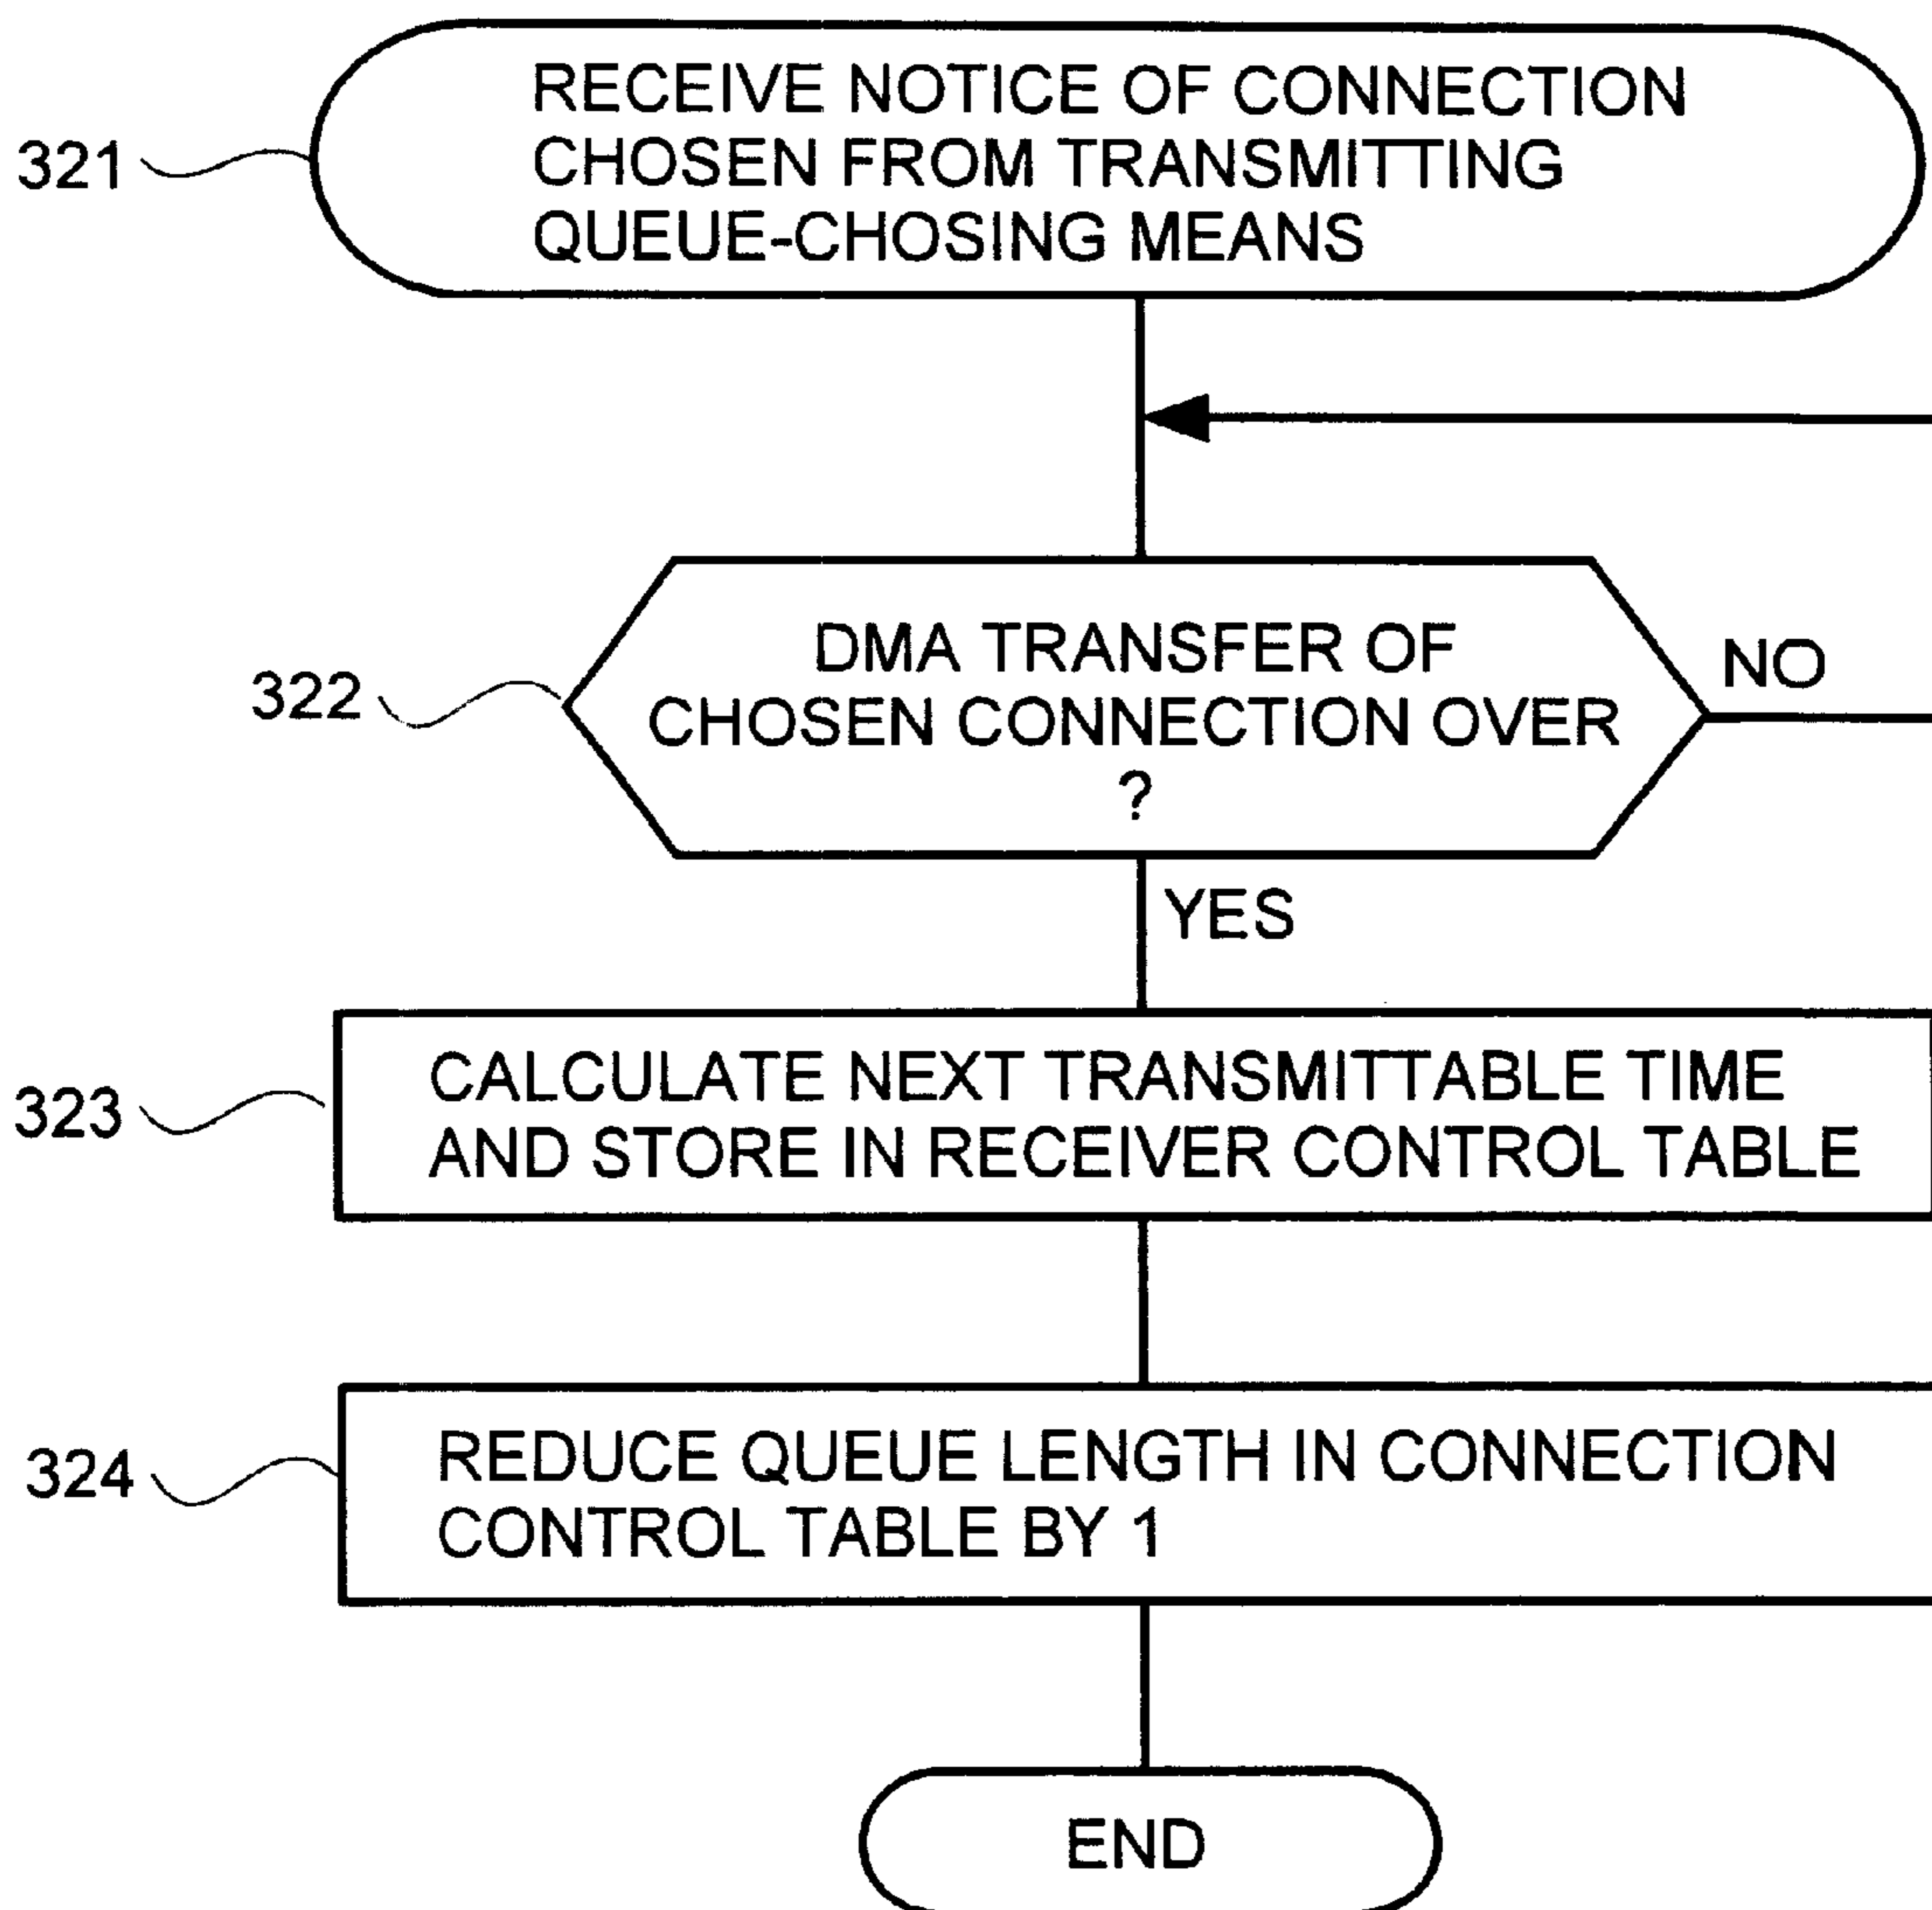 RECEIVE NOTICE OF CONNECTION
CHOSEN FROM TRANSMITTING
QUEUE-CHOSING MEANS
321
DMA TRANSFER OF
CHOSEN CONNECTION OVER
?
322
NO
YES
CALCULATE NEXT TRANSMITTABLE TIME
AND STORE IN RECEIVER CONTROL TABLE
323
REDUCE QUEUE LENGTH IN CONNECTION
CONTROL TABLE BY 1
324
END